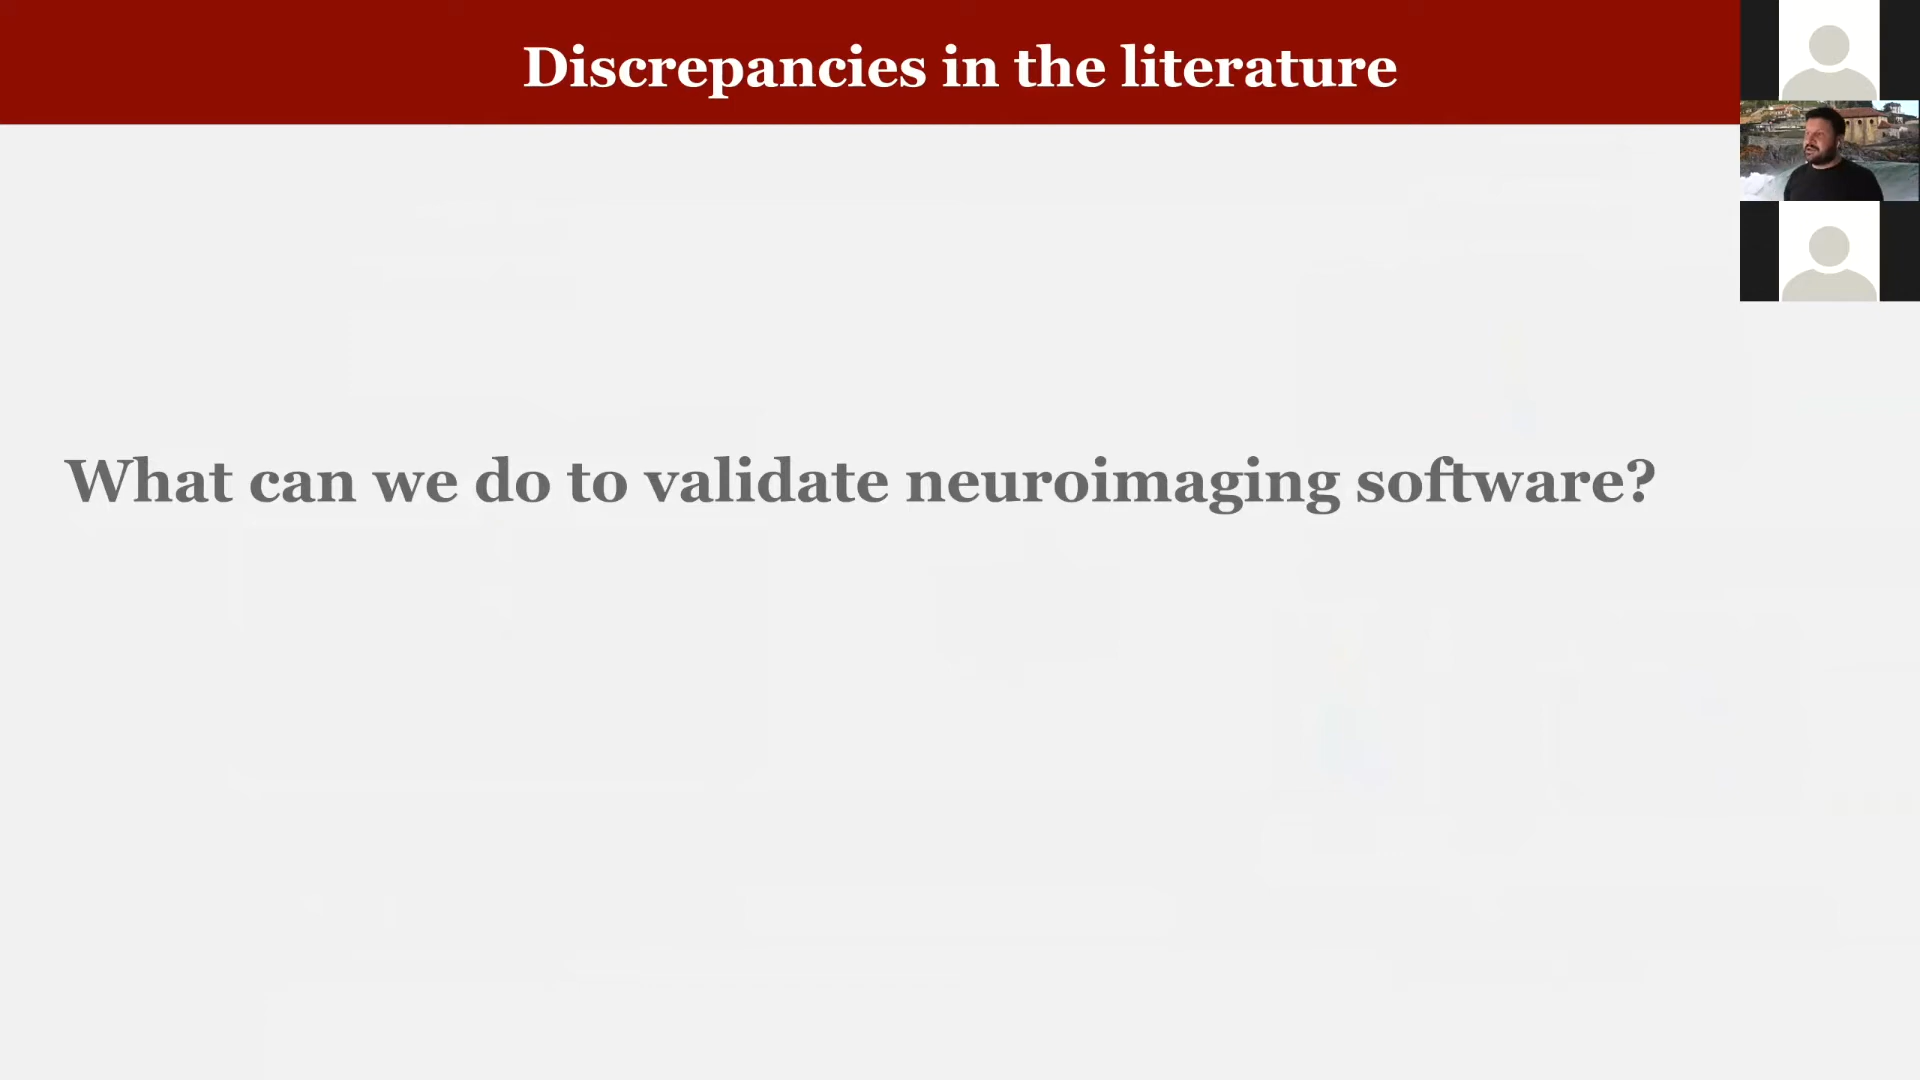 Discrepancies in the literature
What can we do to validate neuroimaging software?